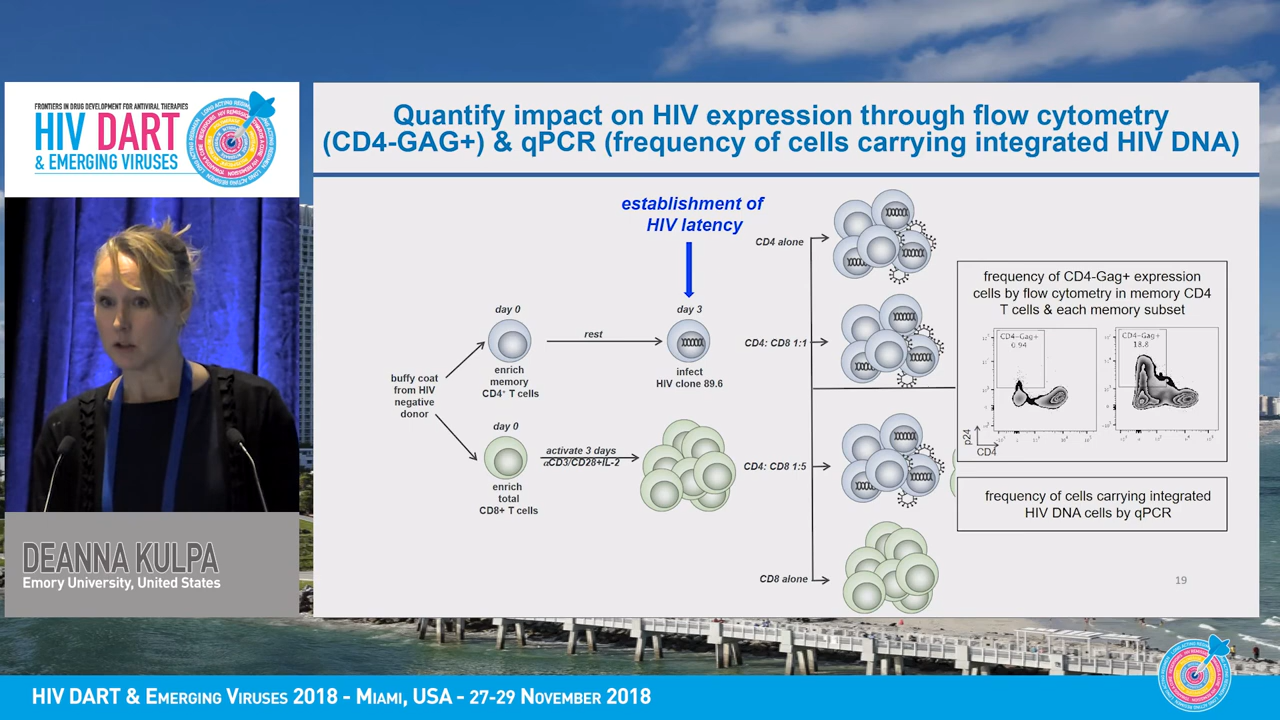 FRONTIERS IN DRUG DEVELOPMENT FOR ANTIVIRAL THERAPIES
HIV DART
& EMERGING VIRUSES
Quantify impact on HIV expression through flow cytometry
(CD4-GAG+) & qPCR (frequency of cells carrying integrated HIV DNA)
establishment of
HIV latency
day 0
rest
day 3
enrich
memory
CD4+ T cells
infect
HIV clone 89.6
buffy coat
from HIV
negative
donor
day 0
activate 3 days
αCD3/CD28+IL-2
enrich
total
CD8+ T cells
CD4 alone
CD4: CD8 1:1
CD4: CD8 1:5
CD8 alone
frequency of CD4-Gag+ expression
cells by flow cytometry in memory CD4
T cells & each memory subset
CD4-Gag+
0.94
CD4-Gag+
18.8
p24
CD4
frequency of cells carrying integrated
HIV DNA cells by qPCR
19
DEANNA KULPA
Emory University, United States
HIV DART & EMERGING VIRUSES 2018 - MIAMI, USA - 27-29 NOVEMBER 2018